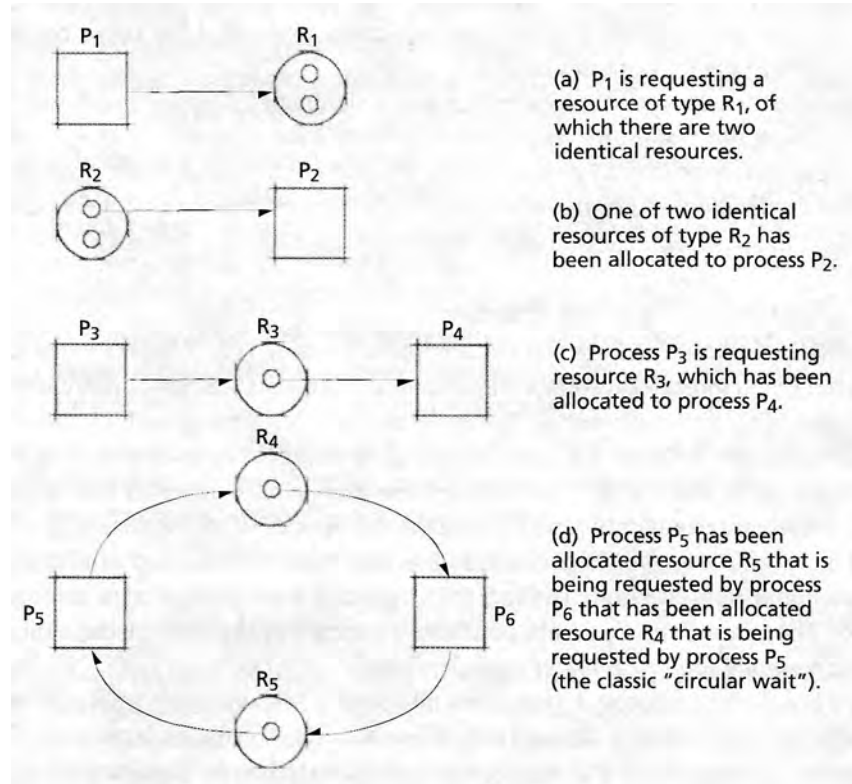 P1
R1
(a) P1 is requesting a
resource of type R1, of
which there are two
identical resources.
R2
P2
(b) One of two identical
resources of type R2 has
been allocated to process P2.
P3
R3
P4
(c) Process P3 is requesting
resource R3, which has been
allocated to process P4.
R4
P5
P6
R5
(d) Process P5 has been
allocated resource R5 that is
being requested by process
P6 that has been allocated
resource R4 that is being
requested by process P5
(the classic “circular wait”).